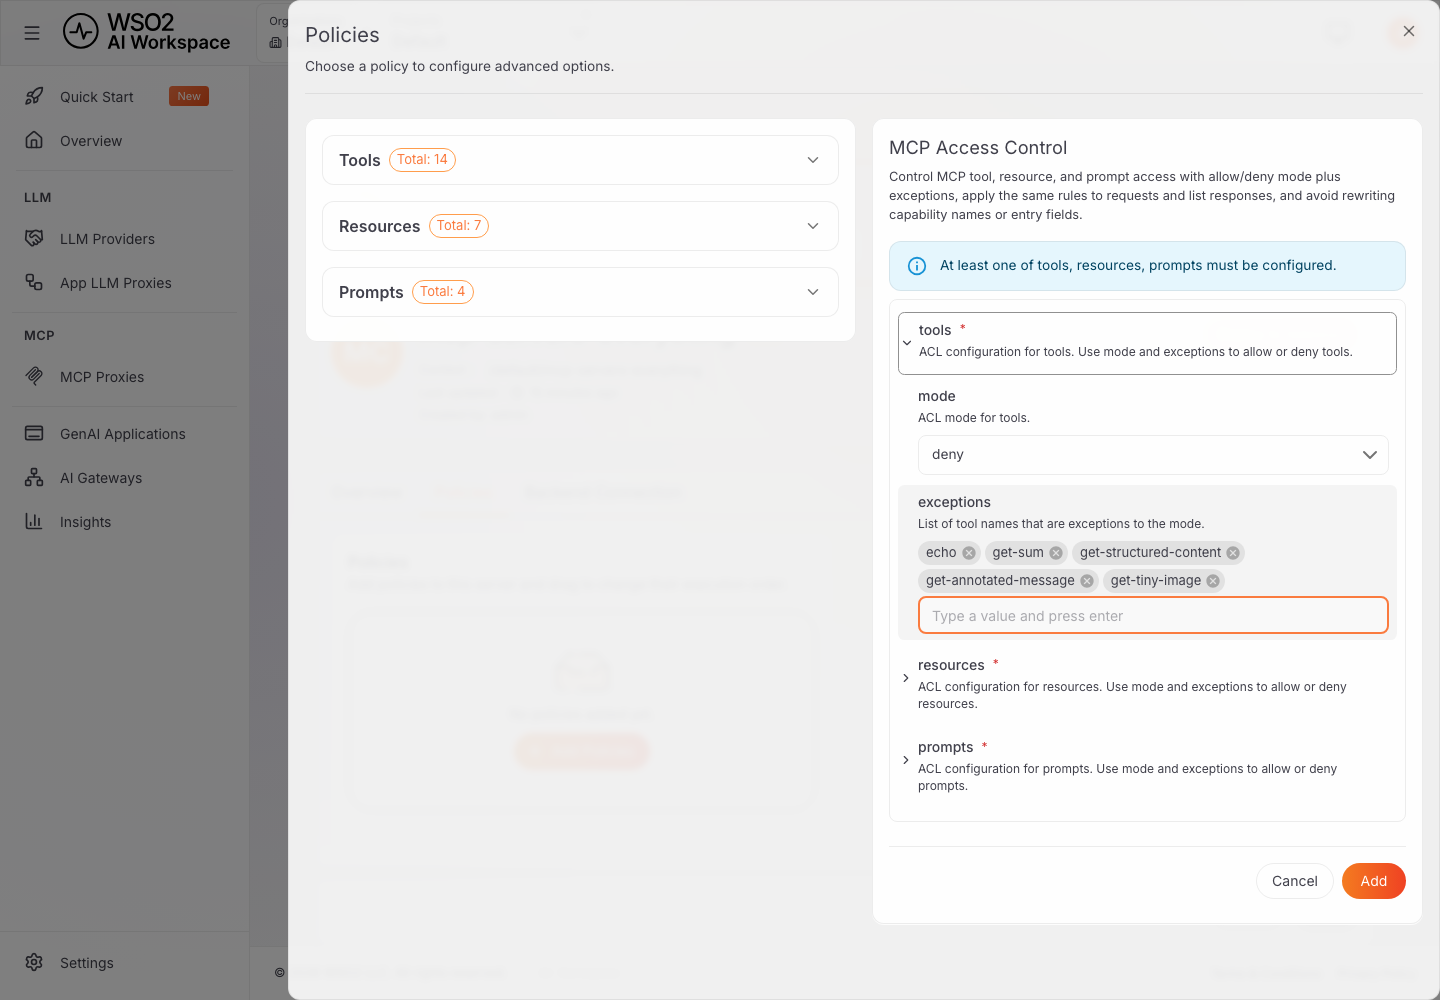 WSO2
AI Workspace
Org
Quick Start
New
Overview
LLM
LLM Providers
App LLM Proxies
MCP
MCP Proxies
GenAI Applications
AI Gateways
Insights
Settings
©
Policies
Choose a policy to configure advanced options.
Tools
Total: 14
Resources
Total: 7
Prompts
Total: 4
MCP Access Control
Control MCP tool, resource, and prompt access with allow/deny mode plus
exceptions, apply the same rules to requests and list responses, and avoid rewriting
capability names or entry fields.
At least one of tools, resources, prompts must be configured.
tools *
ACL configuration for tools. Use mode and exceptions to allow or deny tools.
mode
ACL mode for tools.
deny
exceptions
List of tool names that are exceptions to the mode.
echo get-sum get-structured-content
get-annotated-message get-tiny-image
Type a value and press enter
resources *
ACL configuration for resources. Use mode and exceptions to allow or deny
resources.
prompts *
ACL configuration for prompts. Use mode and exceptions to allow or deny
prompts.
Cancel
Add